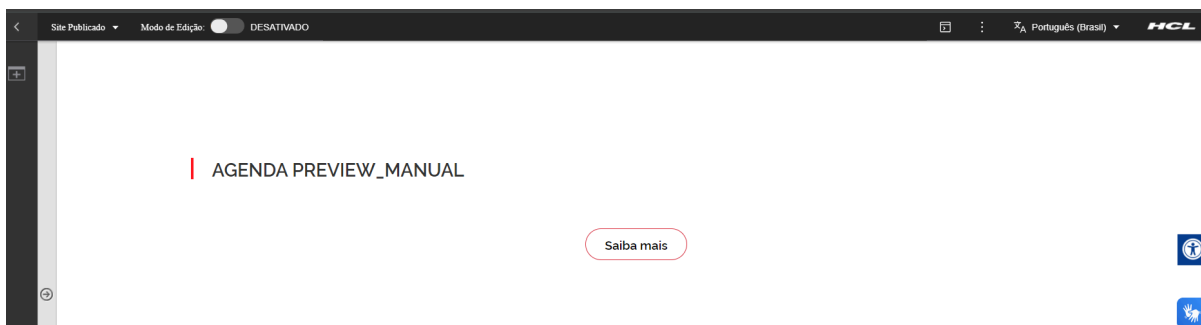 Site Publicado Modo de Edição: DESATIVADO Português (Brasil) HCL
AGENDA PREVIEW_MANUAL
Saiba mais